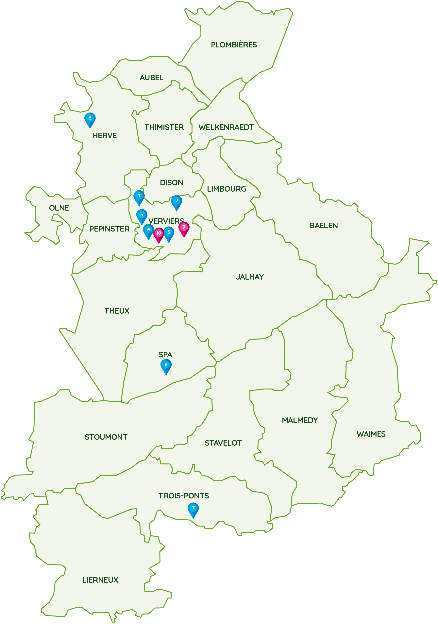 PLOMBIÈRES
AUBEL
HERVE
THIMISTER
WELKENRAEDT
DISON
LIMBOURG
OLNE
PEPINSTER
VERVIERS
BAELEN
JALHAY
THEUX
SPA
STOUMONT
STAVELOT
MALMEDY
WAIMES
TROIS-PONTS
LIERNEUX
10